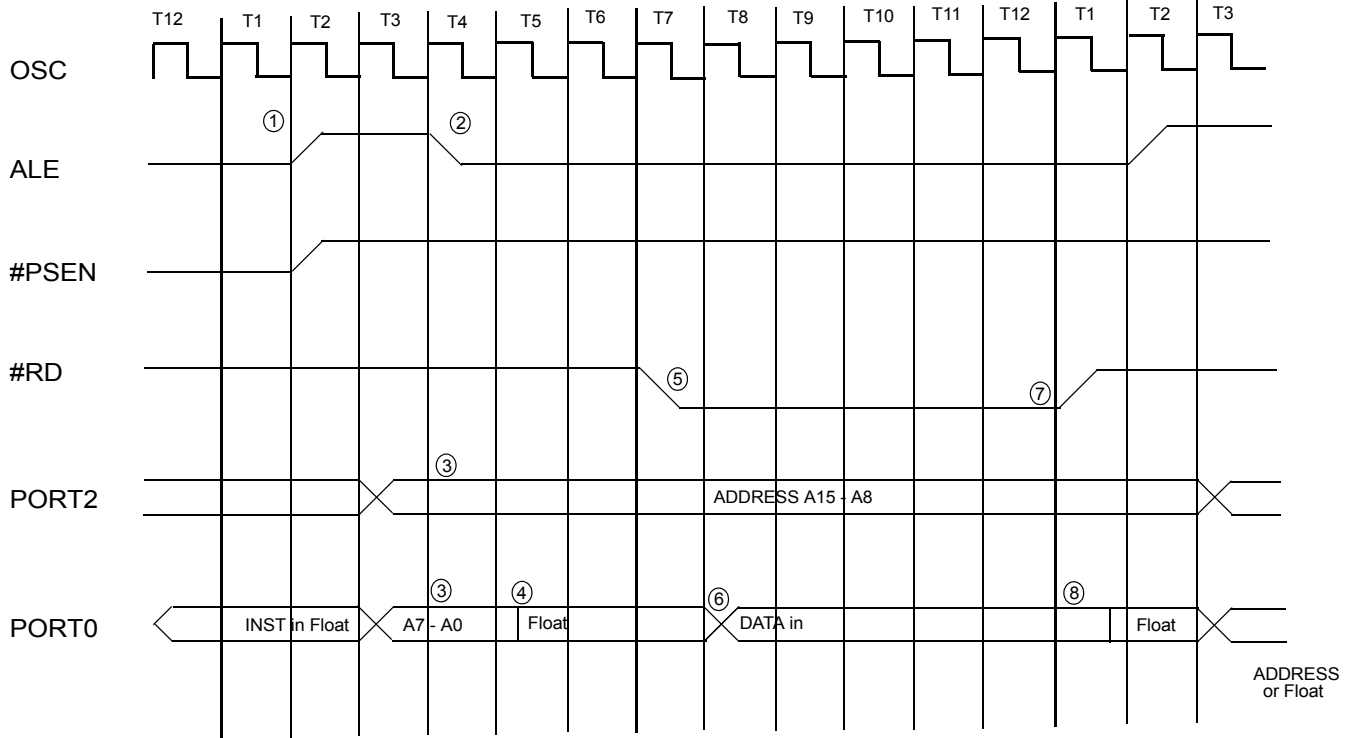 T12 T1 T2 T3 T4 T5 T6 T7 T8 T9 T10 T11 T12 T1 T2 T3
OSC
① ②
ALE
#PSEN
#RD
⑤ ⑦
③
PORT2 ADDRESS A15 - A8
③ ④ ⑥ ⑧
PORT0 INST in Float A7 - A0 Float DATA in Float
ADDRESS
or Float